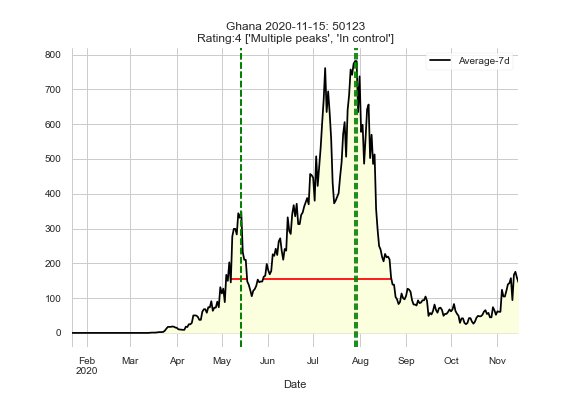 Ghana 2020-11-15: 50123
Rating:4 ['Multiple peaks', 'In control']
Average-7d
800
700
600
500
400
300
200
100
0
Feb Mar Apr May Jun Jul Aug Sep Oct Nov
2020
Date